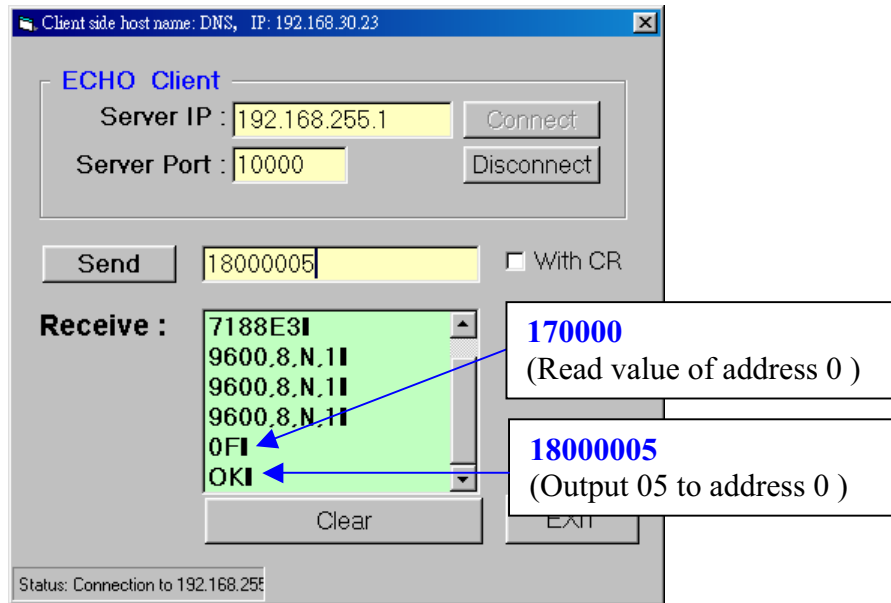 Client side host name: DNS, IP: 192.168.30.23
ECHO Client
Server IP : 192.168.255.1 Connect
Server Port : 10000 Disconnect
Send 18000005 With CR
Receive :
7188E3
9600,8,N,1
9600,8,N,1
9600,8,N,1
0F
OK
170000
(Read value of address 0 )
18000005
(Output 05 to address 0 )
Clear
Status: Connection to 192.168.255